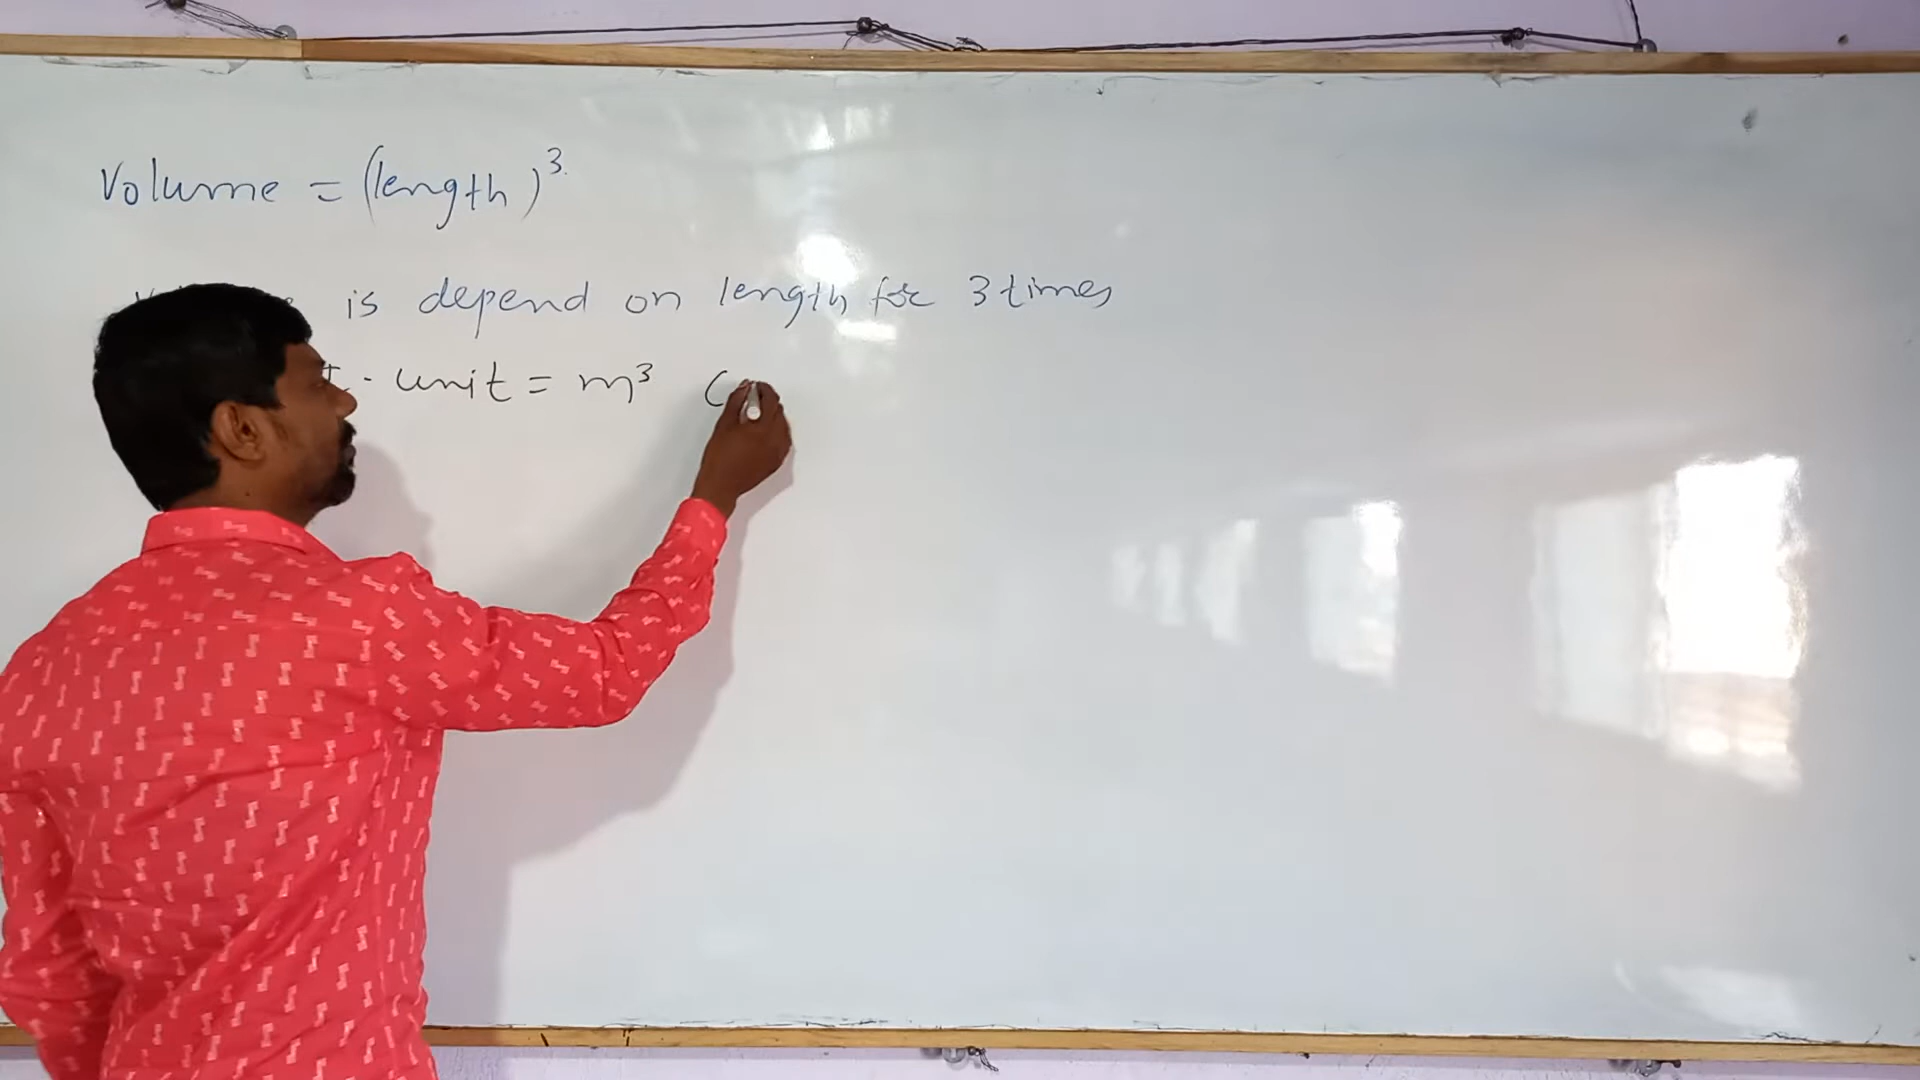 Volume = (length)³
is depend on length for 3 times
unit = m³ (